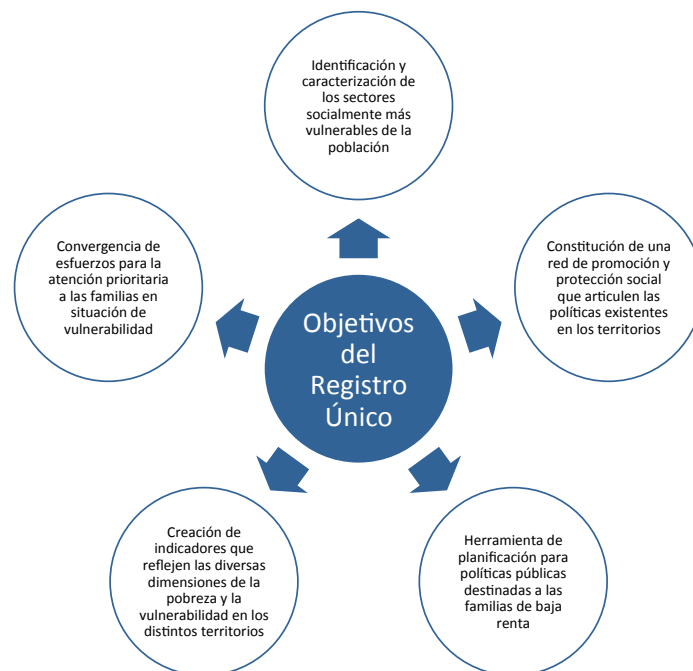 Identificación y
caracterización de
los sectores
socialmente más
vulnerables de la
población
Convergencia de
esfuerzos para la
atención prioritaria
a las familias en
situación de
vulnerabilidad
Constitución de una
red de promoción y
protección social
que articulen las
políticas existentes
en los territorios
Objetivos
del
Registro
Único
Creación de
indicadores que
reflejen las diversas
dimensiones de la
pobreza y la
vulnerabilidad en los
distintos territorios
Herramienta de
planificación para
políticas públicas
destinadas a las
familias de baja
renta